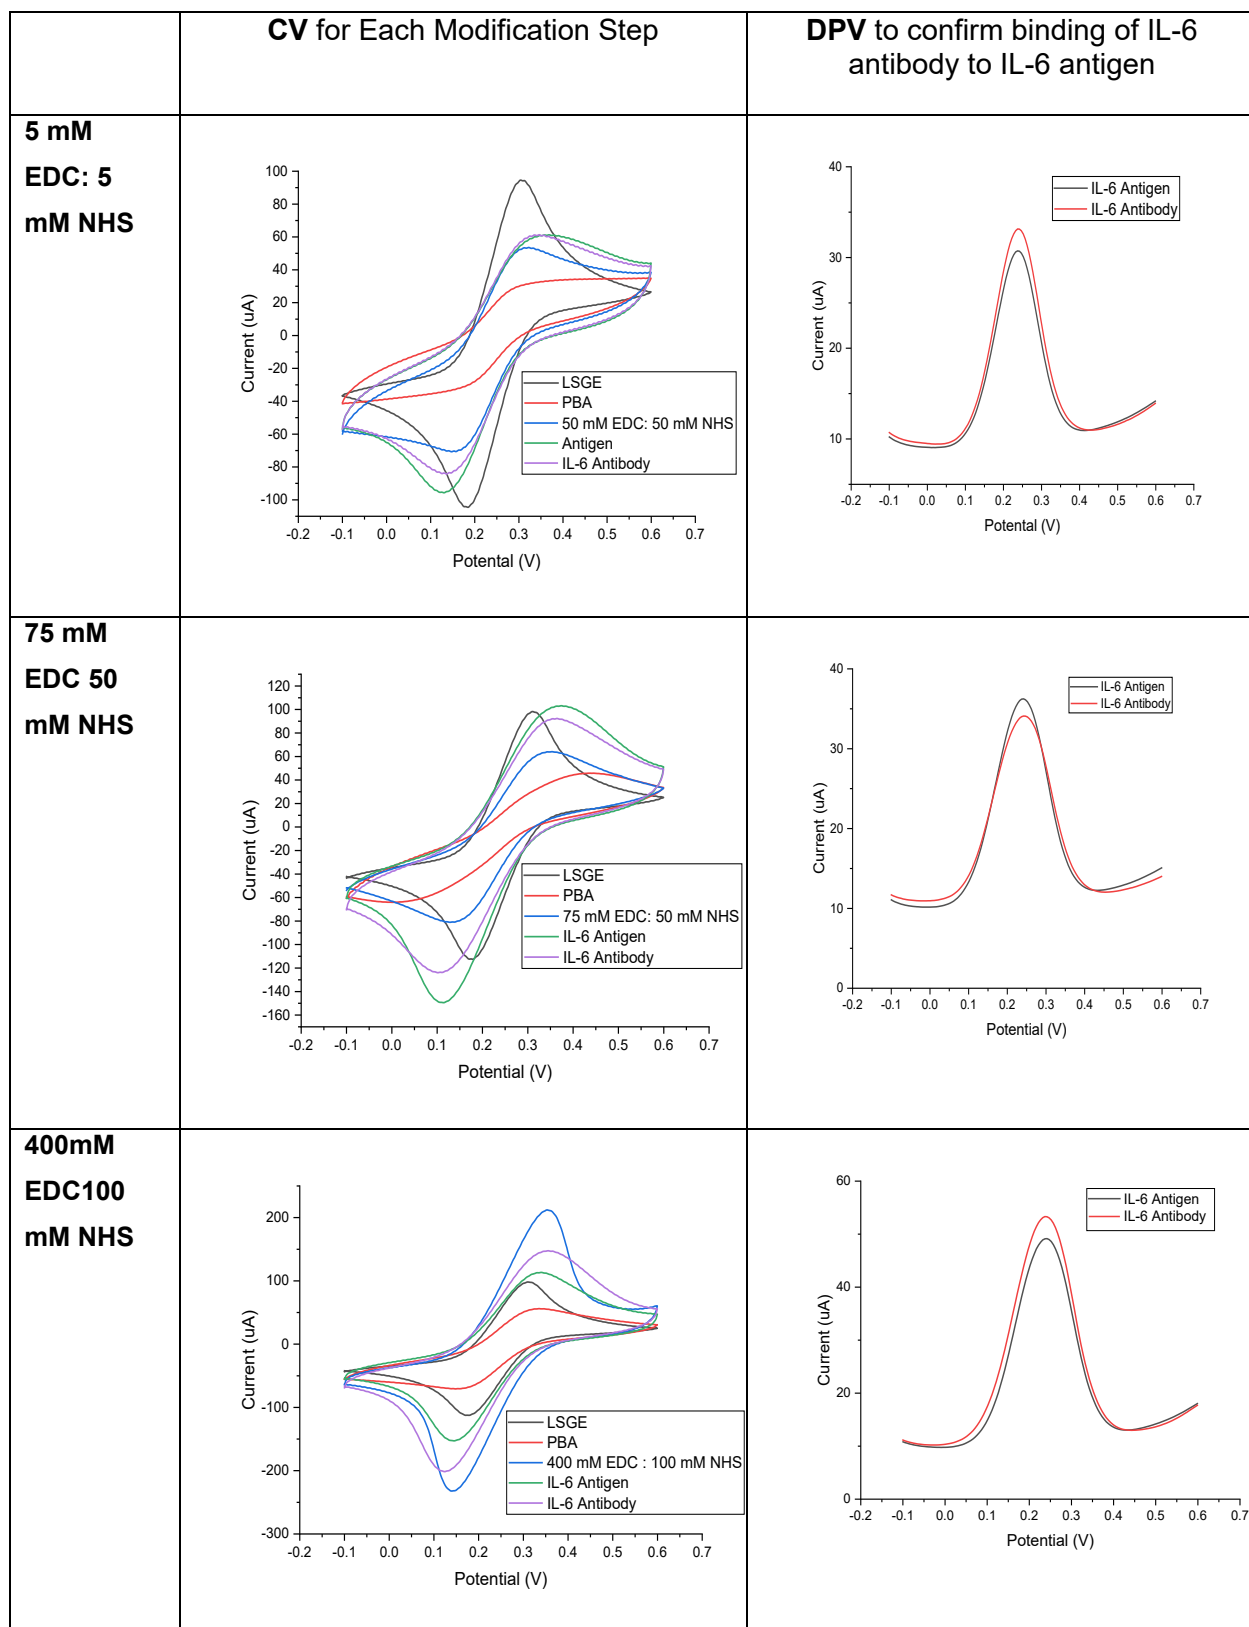 CV for Each Modification Step
DPV to confirm binding of IL-6
antibody to IL-6 antigen
5 mM
EDC: 5
mM NHS
100
80
60
40
20
0
-20
-40
-60
-80
-100
Current (uA)
-0.2 -0.1 0.0 0.1 0.2 0.3 0.4 0.5 0.6 0.7
Potental (V)
LSGE
PBA
50 mM EDC: 50 mM NHS
Antigen
IL-6 Antibody
40
30
20
10
Current (uA)
-0.2 -0.1 0.0 0.1 0.2 0.3 0.4 0.5 0.6 0.7
Potental (V)
IL-6 Antigen
IL-6 Antibody
75 mM
EDC 50
mM NHS
120
100
80
60
40
20
0
-20
-40
-60
-80
-100
-120
-140
-160
Current (uA)
-0.2 -0.1 0.0 0.1 0.2 0.3 0.4 0.5 0.6 0.7
Potential (V)
LSGE
PBA
75 mM EDC: 50 mM NHS
IL-6 Antigen
IL-6 Antibody
40
30
20
10
0
Current (uA)
-0.2 -0.1 0.0 0.1 0.2 0.3 0.4 0.5 0.6 0.7
Potential (V)
IL-6 Antigen
IL-6 Antibody
400mM
EDC100
mM NHS
200
100
0
-100
-200
-300
Current (uA)
-0.2 -0.1 0.0 0.1 0.2 0.3 0.4 0.5 0.6 0.7
Potential (V)
LSGE
PBA
400 mM EDC : 100 mM NHS
IL-6 Antigen
IL-6 Antibody
60
40
20
0
Current (uA)
-0.2 -0.1 0.0 0.1 0.2 0.3 0.4 0.5 0.6 0.7
Potential (V)
IL-6 Antigen
IL-6 Antibody